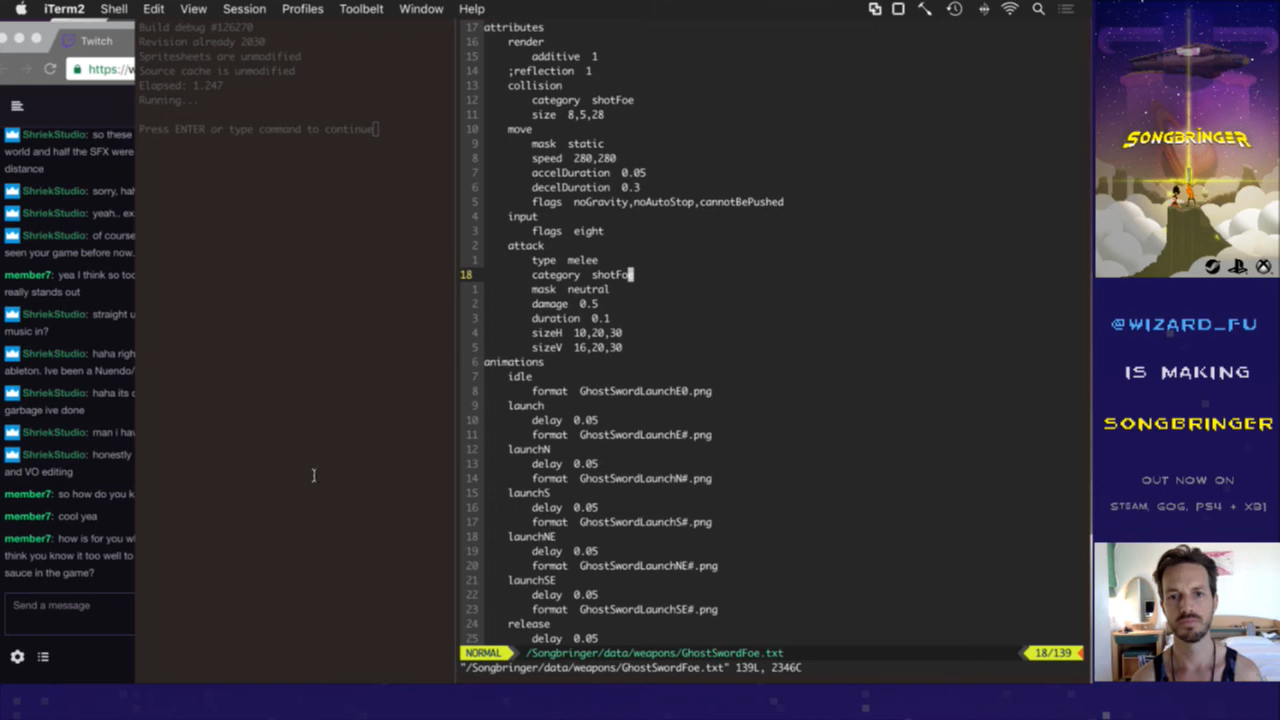 iTerm2 Shell Edit View Session Profiles Toolbelt Window Help
Twitch
https://w
ShriekStudio: so these
world and half the SFX were
distance
ShriekStudio: sorry, hah
ShriekStudio: yeah.. ex
ShriekStudio: of course
seen your game before now..
member7: yea I think so too
really stands out
ShriekStudio: straight u
music in?
ShriekStudio: haha righ
ableton. Ive been a Nuendo/
ShriekStudio: haha its c
garbage ive done
ShriekStudio: man i hav
ShriekStudio: honestly
and VO editing
member7: so how do you k
member7: cool yea
member7: how is for you w
think you know it too well to
sauce in the game?
Send a message
Build debug #126270
Revision already 2030
Spritesheets are unmodified
Source cache is unmodified
Elapsed: 1.247
Running...
Press ENTER or type command to continue
17 attributes
16 render
15 additive 1
14 ;reflection 1
13 collision
12 category shotFoe
11 size 8,5,28
10 move
9 mask static
8 speed 280,280
7 accelDuration 0.05
6 decelDuration 0.3
5 flags noGravity,noAutoStop,cannotBePushed
4 input
3 flags eight
2 attack
1 type melee
18 category shotFoe
1 mask neutral
2 damage 0.5
3 duration 0.1
4 sizeH 10,20,30
5 sizeV 16,20,30
6 animations
7 idle
8 format GhostSwordLaunchE0.png
9 launch
10 delay 0.05
11 format GhostSwordLaunchE#.png
12 launchN
13 delay 0.05
14 format GhostSwordLaunchN#.png
15 launchS
16 delay 0.05
17 format GhostSwordLaunchS#.png
18 launchNE
19 delay 0.05
20 format GhostSwordLaunchNE#.png
21 launchSE
22 delay 0.05
23 format GhostSwordLaunchSE#.png
24 release
25 delay 0.05
NORMAL /Songbringer/data/weapons/GhostSwordFoe.txt 18/139
"/Songbringer/data/weapons/GhostSwordFoe.txt" 139L, 2346C
SONGBRINGER
@WIZARD_FU
IS MAKING
SONGBRINGER
OUT NOW ON
STEAM, GOG, PS4 + XB1